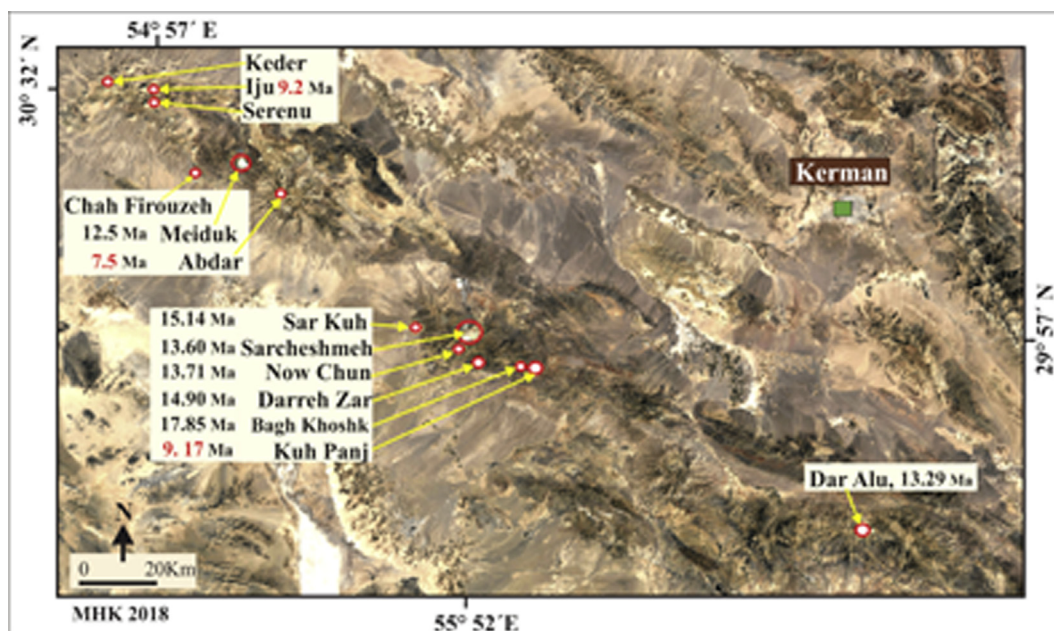 54° 57´ E
30° 32´ N
Keder
Iju 9.2 Ma
Serenu
Kerman
Chah Firouzeh
12.5 Ma Meiduk
7.5 Ma Abdar
15.14 Ma Sar Kuh
13.60 Ma Sarcheshmeh
13.71 Ma Now Chun
14.90 Ma Darreh Zar
17.85 Ma Bagh Khoshk
9. 17 Ma Kuh Panj
29° 57´ N
Dar Alu, 13.29 Ma
N
0 20Km
MHK 2018
55° 52´E